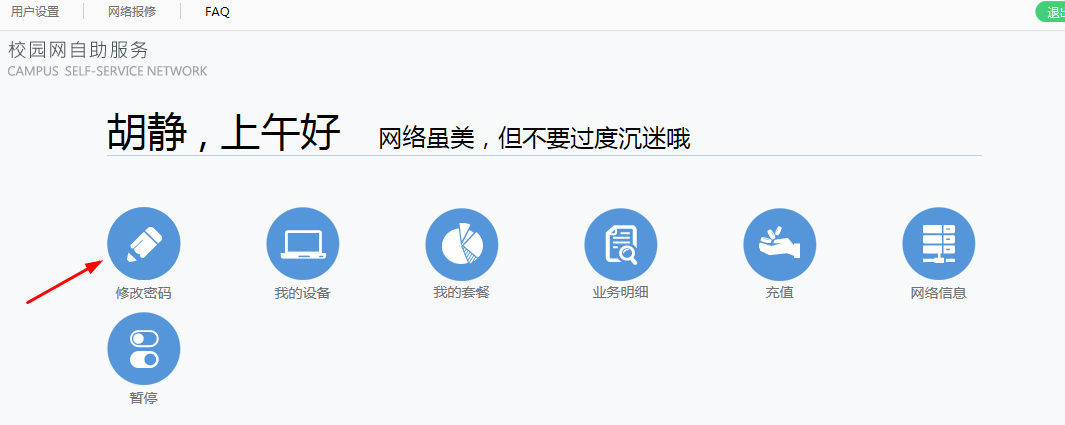 用户设置 网络报修 FAQ 退出
校园网自助服务
CAMPUS SELF-SERVICE NETWORK
胡静，上午好 网络虽美，但不要过度沉迷哦
修改密码 我的设备 我的套餐 业务明细 充值 网络信息
暂停